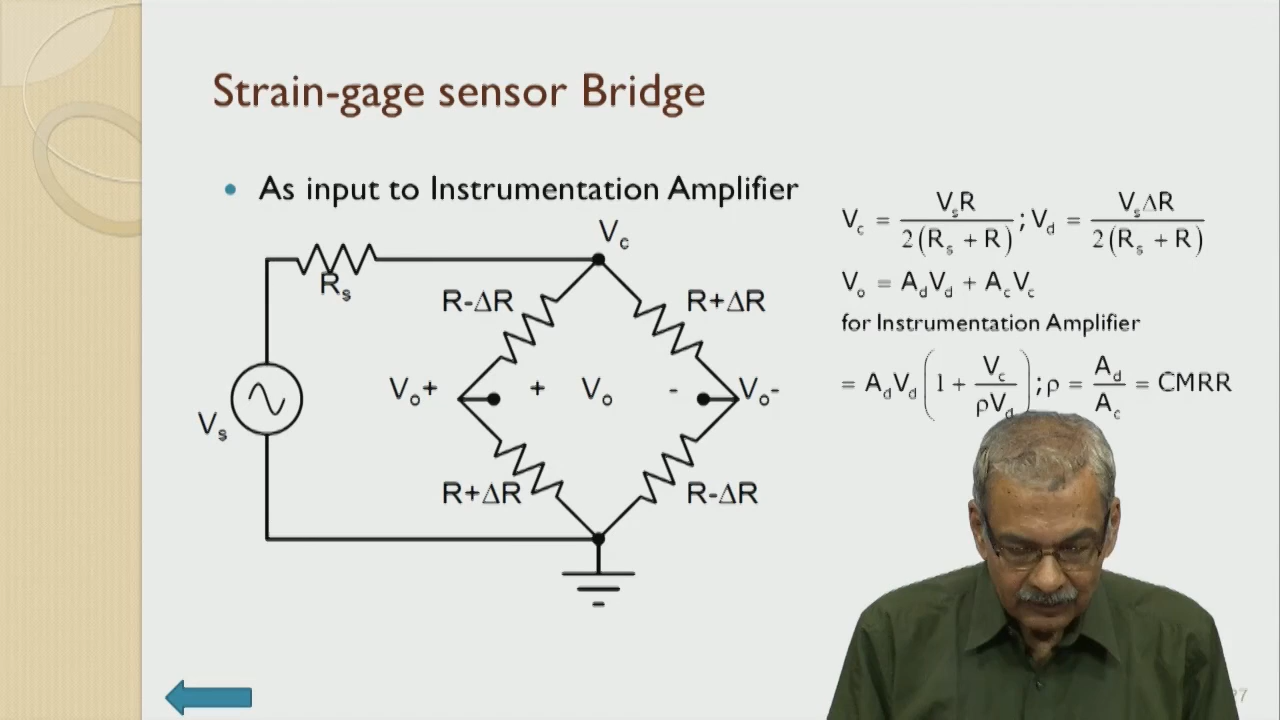 Strain-gage sensor Bridge
• As input to Instrumentation Amplifier
V_c
R_s
R-ΔR
R+ΔR
V_o+
+ V_o -
V_o-
V_s
R+ΔR
R-ΔR
V_c = V_sR / 2(R_s + R) ; V_d = V_sΔR / 2(R_s + R)
V_o = A_dV_d + A_cV_c
for Instrumentation Amplifier
= A_dV_d (1 + V_c / ρV_d) ; ρ = A_d / A_c = CMRR